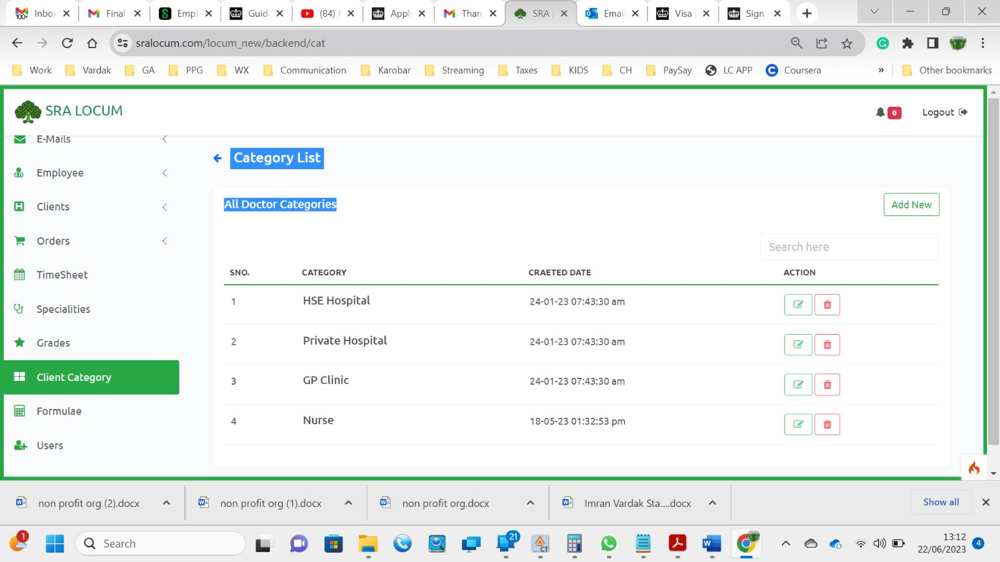 100+ Inbox Final Empl Guid Appl Than SRA | Email Visa Sign
(84)
sralocum.com/locum_new/backend/cat
Work Vardak GA PPG WX Communication Karobar Streaming Taxes KIDS CH PaySay LC APP Coursera » Other bookmarks
SRA LOCUM
0 Logout
E-Mails
Employee
Clients
Orders
TimeSheet
Specialities
Grades
Client Category
Formulae
Users
Category List
All Doctor Categories
Add New
Search here
SNO. CATEGORY CRAETED DATE ACTION
1 HSE Hospital 24-01-23 07:43:30 am
2 Private Hospital 24-01-23 07:43:30 am
3 GP Clinic 24-01-23 07:43:30 am
4 Nurse 18-05-23 01:32:53 pm
non profit org (2).docx non profit org (1).docx non profit org.docx Imran Vardak Sta....docx Show all
1 Search 21 CT 13:12
22/06/2023 4